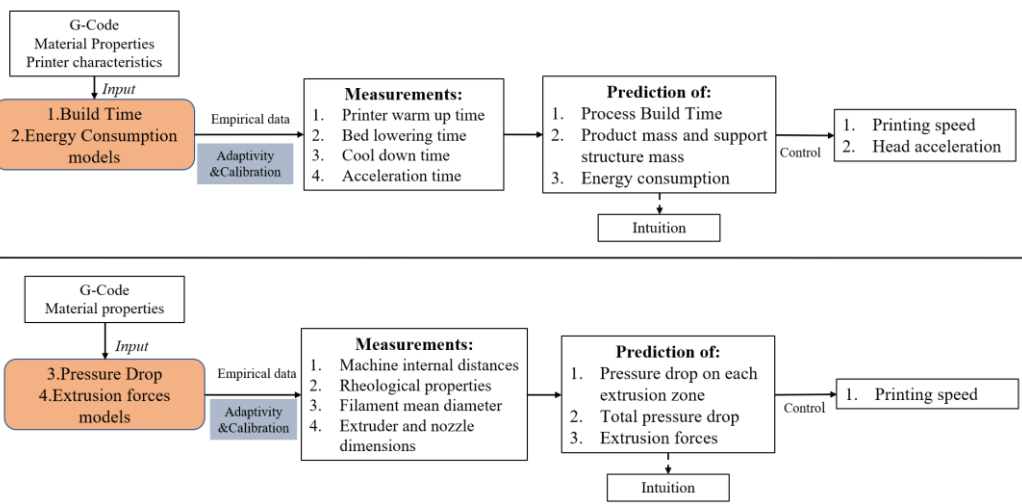 G-Code
Material Properties
Printer characteristics
Input
1.Build Time
2.Energy Consumption
models
Empirical data
Adaptivity
&Calibration
Measurements:
1. Printer warm up time
2. Bed lowering time
3. Cool down time
4. Acceleration time
Prediction of:
1. Process Build Time
2. Product mass and support
structure mass
3. Energy consumption
Intuition
Control
1. Printing speed
2. Head acceleration
G-Code
Material properties
Input
3.Pressure Drop
4.Extrusion forces
models
Empirical data
Adaptivity
&Calibration
Measurements:
1. Machine internal distances
2. Rheological properties
3. Filament mean diameter
4. Extruder and nozzle
dimensions
Prediction of:
1. Pressure drop on each
extrusion zone
2. Total pressure drop
3. Extrusion forces
Intuition
Control
1. Printing speed